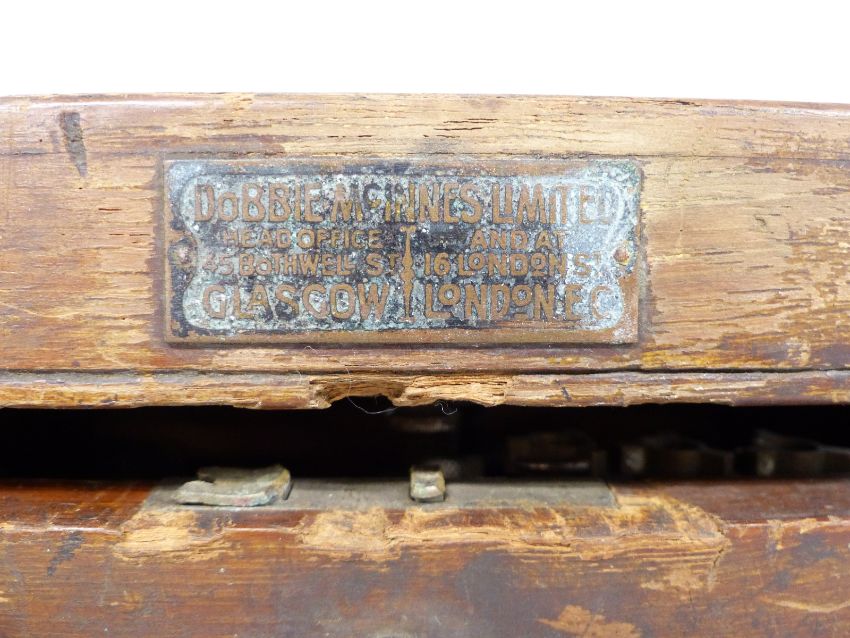 DOBBIE McINNES LIMITED
HEAD OFFICE AND AT
45 BOTHWELL ST 16 LONDON ST
GLASGOW LONDON.E.C